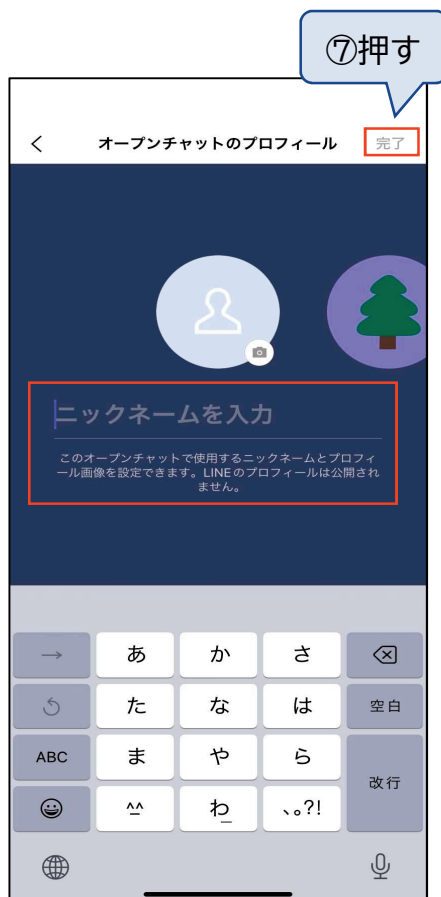 ⑦押す
オープンチャットのプロフィール 完了
ニックネームを入力
このオープンチャットで使用するニックネームとプロフィ
ール画像を設定できます。LINEのプロフィールは公開され
ません。
→ あ か さ
た な は 空白
ABC ま や ら 改行
^^ わ 、。?!